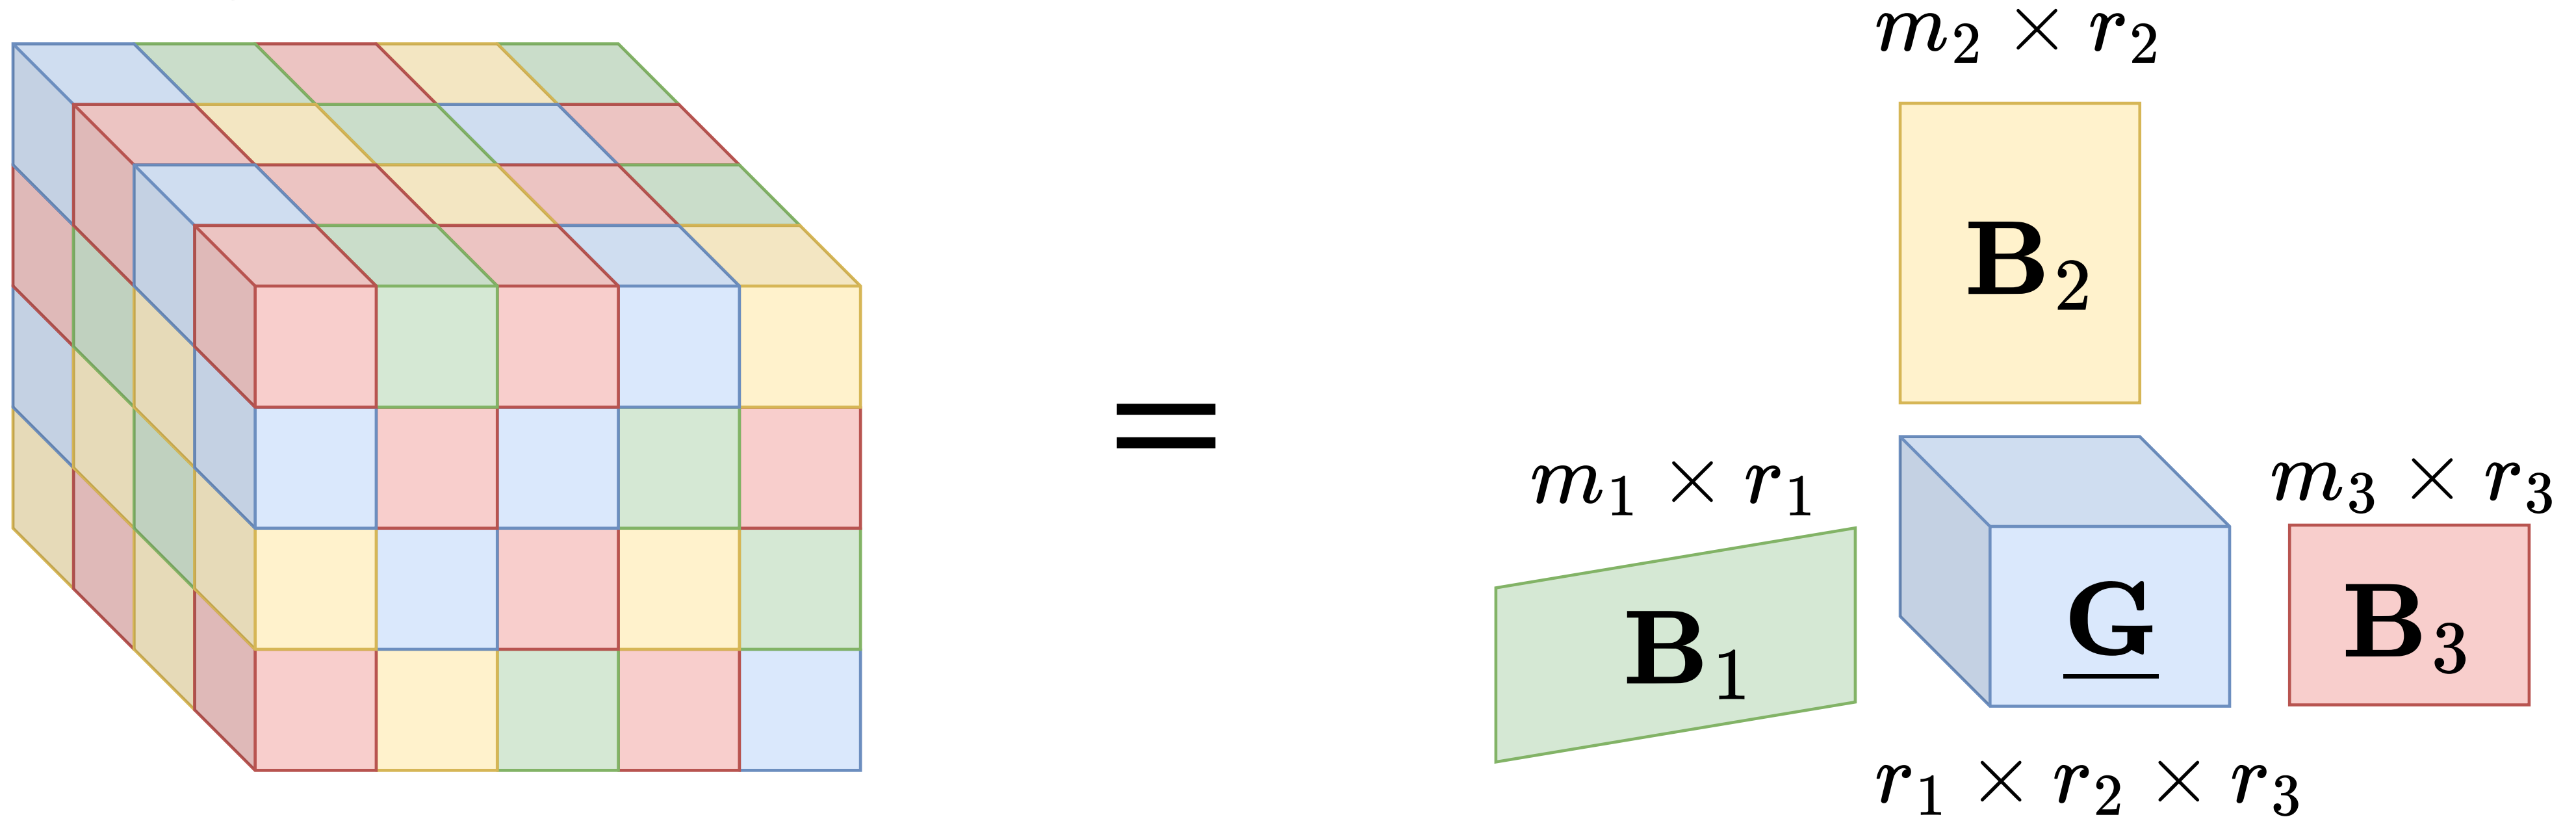 m₂ × r₂
B₂
=
m₁ × r₁
m₃ × r₃
B₁
G
B₃
r₁ × r₂ × r₃